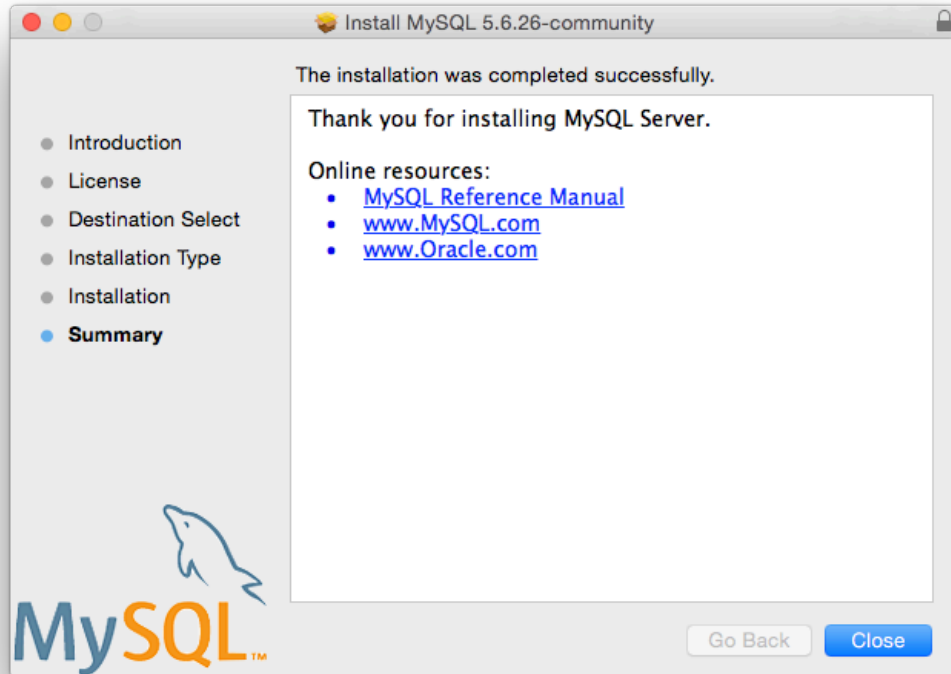 Install MySQL 5.6.26-community
The installation was completed successfully.
Introduction
License
Destination Select
Installation Type
Installation
Summary
Thank you for installing MySQL Server.
Online resources:
• MySQL Reference Manual
• www.MySQL.com
• www.Oracle.com
MySQL™
Go Back
Close